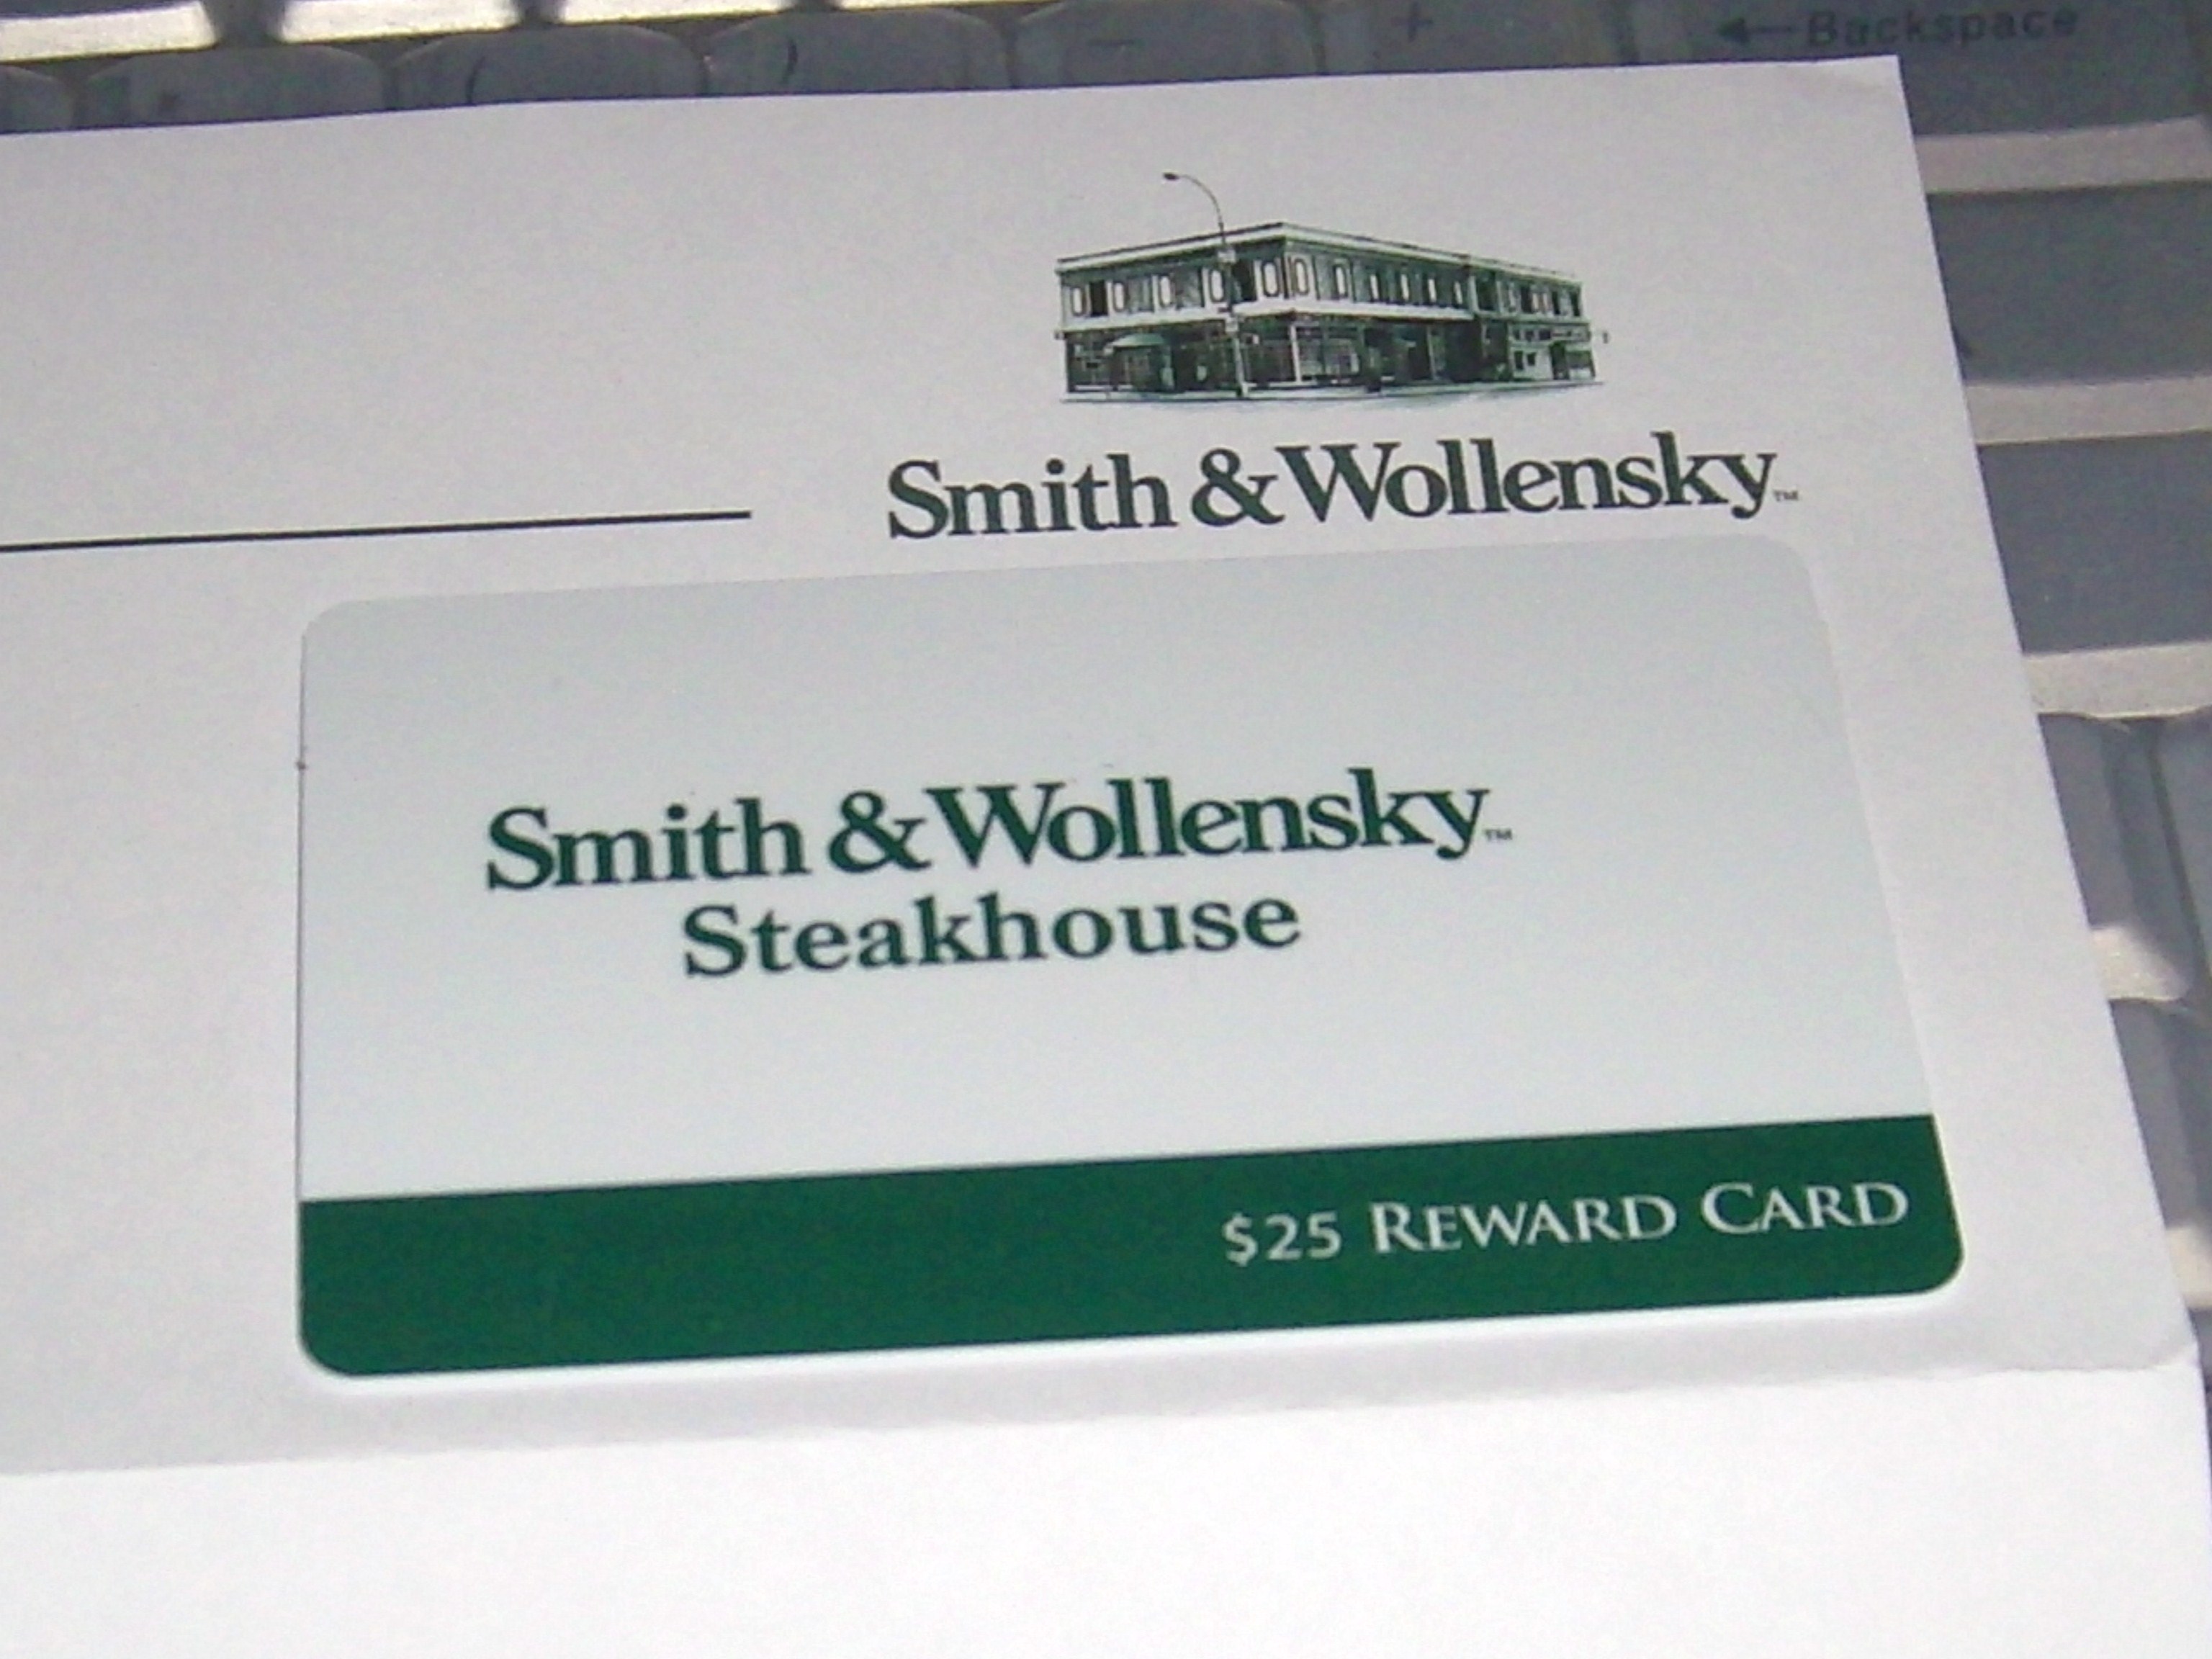 ←Backspace
Smith & Wollensky™
Smith & Wollensky™
Steakhouse
$25 REWARD CARD